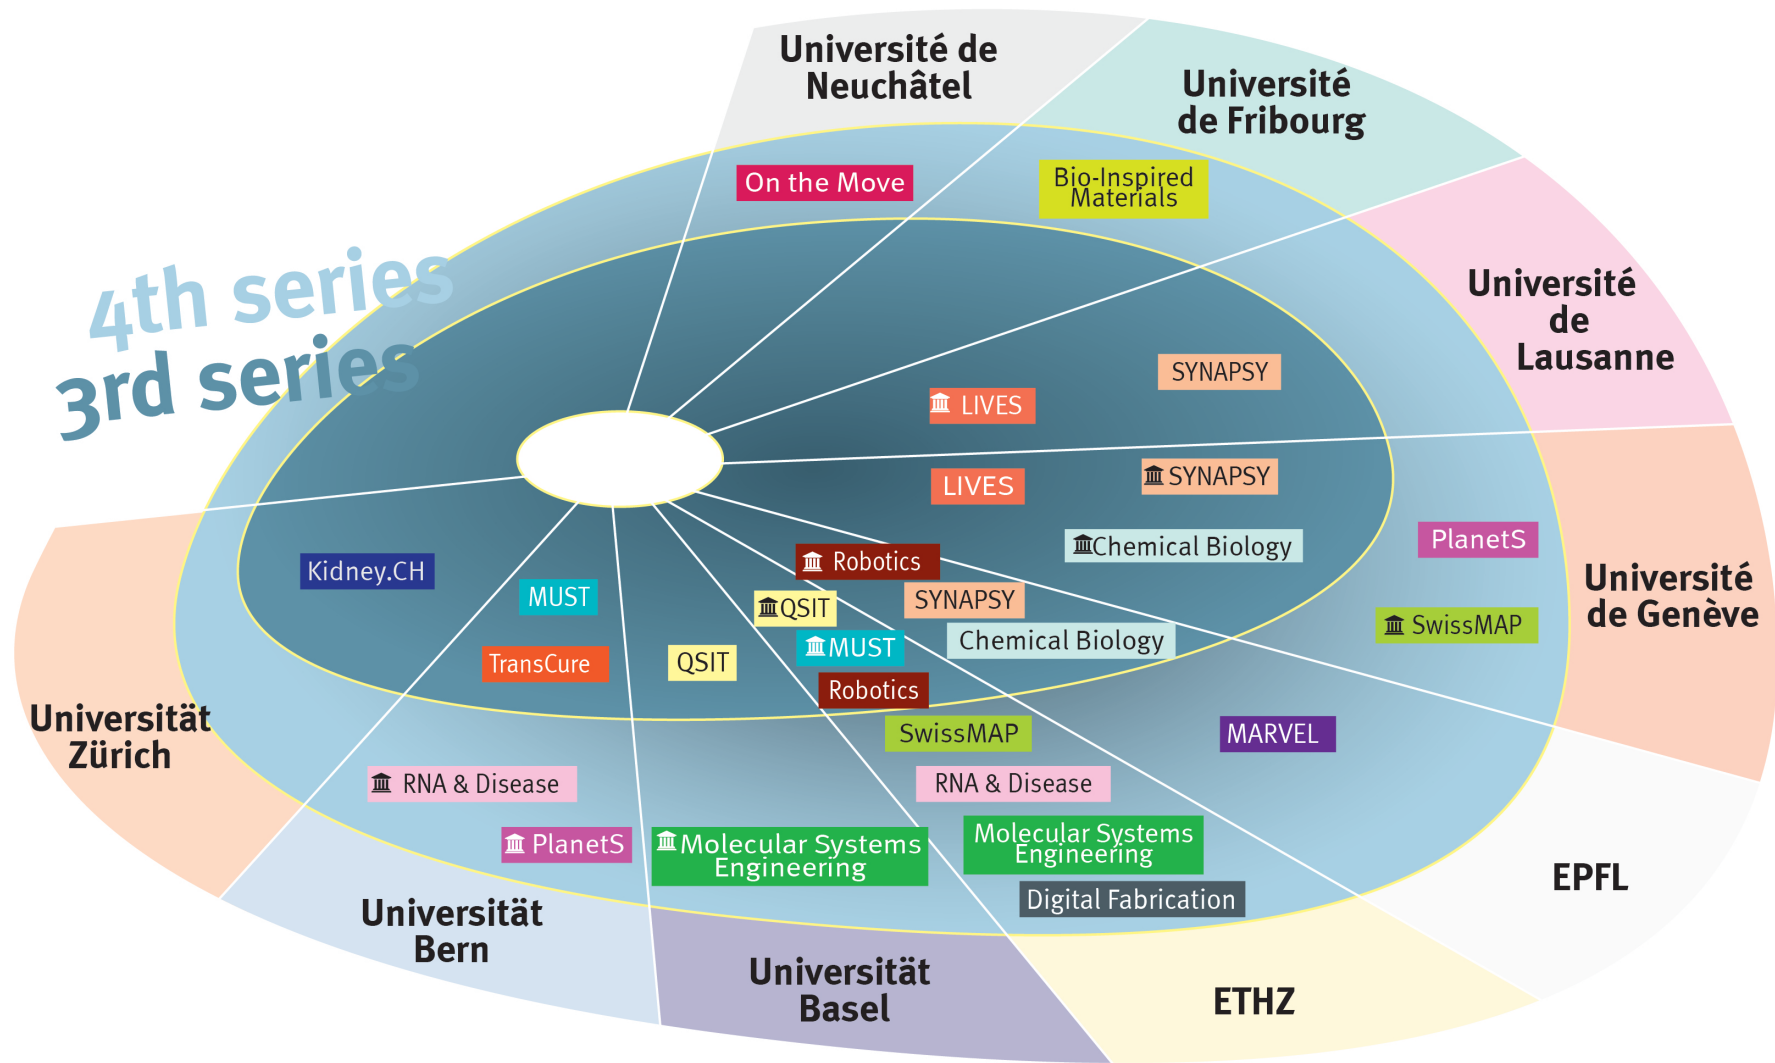 Université de
Neuchâtel
Université
de Fribourg
On the Move
Bio-Inspired
Materials
4th series
3rd series
Université
de
Lausanne
SYNAPSY
LIVES
SYNAPSY
LIVES
Chemical Biology
PlanetS
Université
de Genève
SwissMAP
Robotics
Kidney.CH
MUST
QSIT
SYNAPSY
MUST
Chemical Biology
TransCure
QSIT
Robotics
SwissMAP
MARVEL
Universität
Zürich
RNA & Disease
RNA & Disease
PlanetS
Molecular Systems
Engineering
Molecular Systems
Engineering
Digital Fabrication
EPFL
Universität
Bern
Universität
Basel
ETHZ